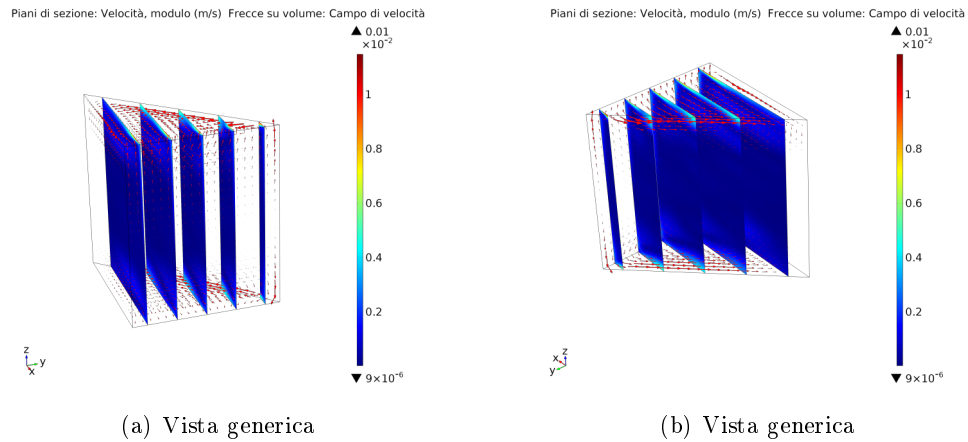 Piani di sezione: Velocità, modulo (m/s) Frecce su volume: Campo di velocità
▲ 0.01
×10⁻²
1
0.8
0.6
0.4
0.2
▼ 9×10⁻⁶
z
y
x
(a) Vista generica
Piani di sezione: Velocità, modulo (m/s) Frecce su volume: Campo di velocità
▲ 0.01
×10⁻²
1
0.8
0.6
0.4
0.2
▼ 9×10⁻⁶
x z
y
(b) Vista generica